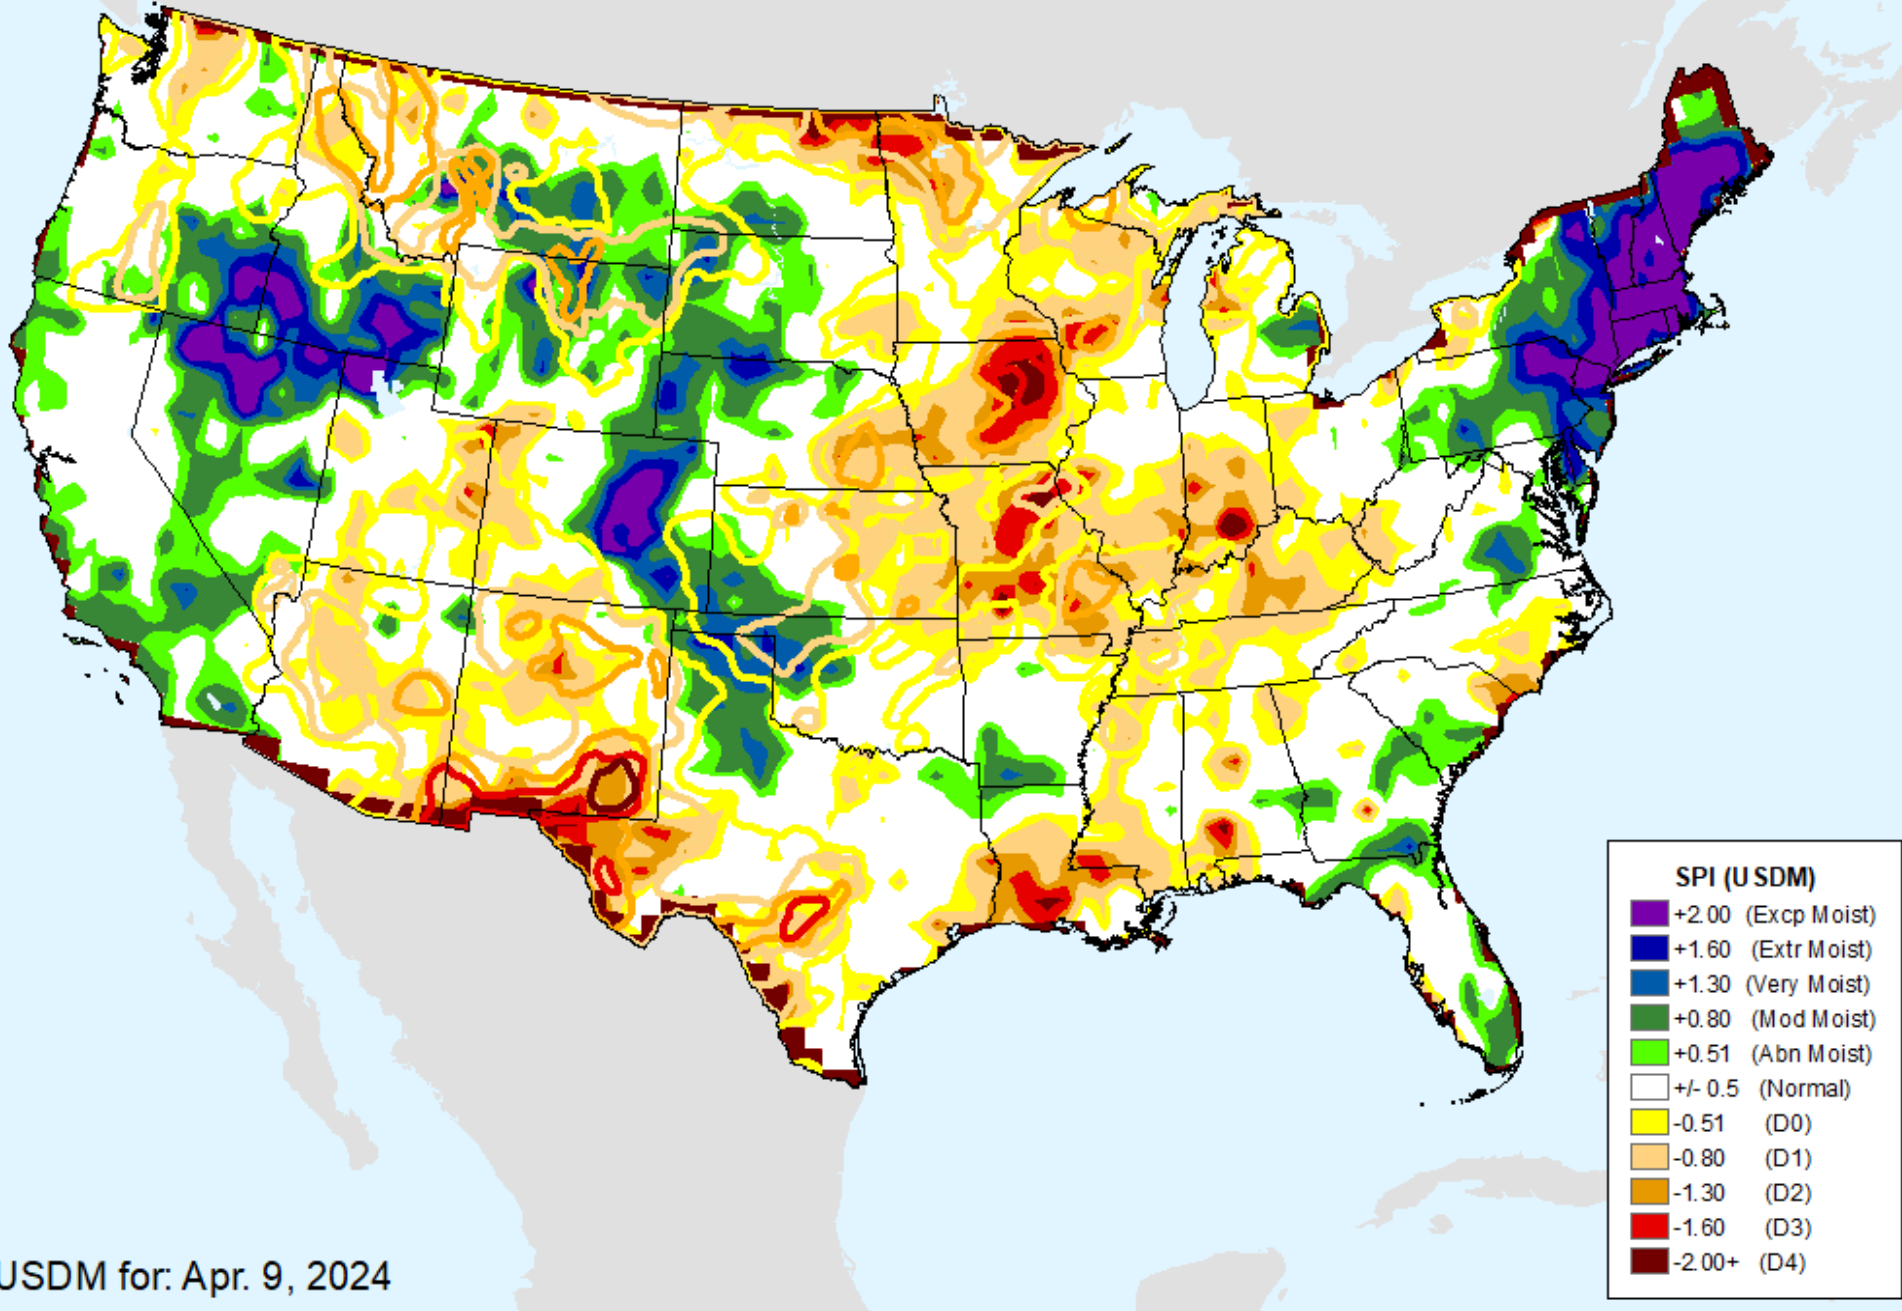 SPI (USDM)
+2.00 (Excp Moist)
+1.60 (Extr Moist)
+1.30 (Very Moist)
+0.80 (Mod Moist)
+0.51 (Abn Moist)
+/- 0.5 (Normal)
-0.51 (D0)
-0.80 (D1)
-1.30 (D2)
-1.60 (D3)
-2.00+ (D4)
USDM for: Apr. 9, 2024